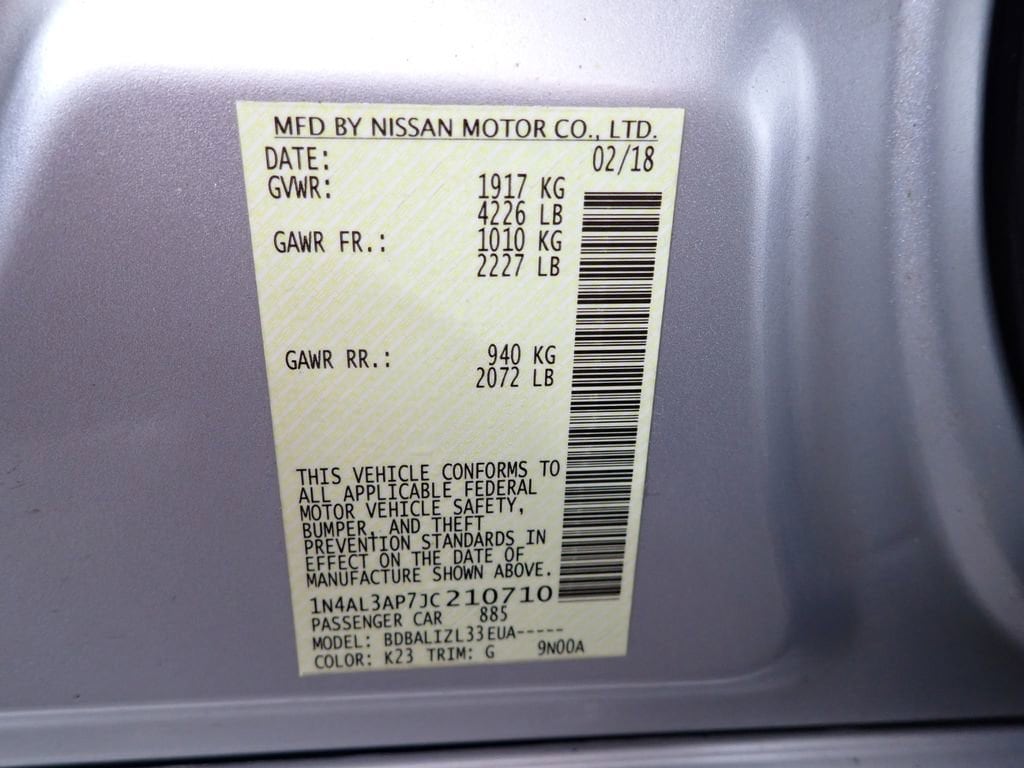 MFD BY NISSAN MOTOR CO., LTD.
DATE: 02/18
GVWR: 1917 KG
4226 LB
GAWR FR.: 1010 KG
2227 LB
GAWR RR.: 940 KG
2072 LB
THIS VEHICLE CONFORMS TO
ALL APPLICABLE FEDERAL
MOTOR VEHICLE SAFETY,
BUMPER, AND THEFT
PREVENTION STANDARDS IN
EFFECT ON THE DATE OF
MANUFACTURE SHOWN ABOVE.
1N4AL3AP7JC210710
PASSENGER CAR 885
MODEL: BDBALIZL33EUA-----
COLOR: K23 TRIM: G 9N00A